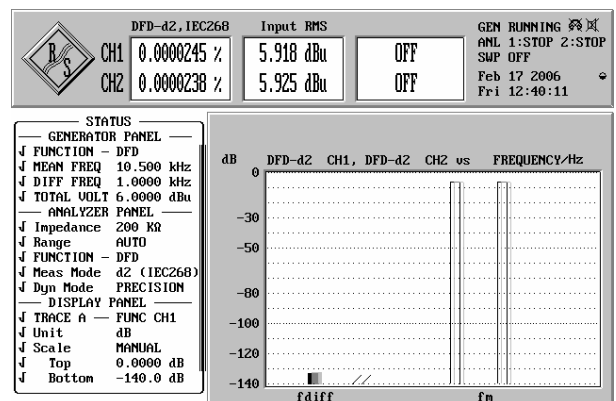 DFD-d2,IEC268 Input RMS
CH1 0.0000245 % 5.918 dBu OFF
CH2 0.0000238 % 5.925 dBu OFF
R S
GEN RUNNING
ANL 1:STOP 2:STOP
SWP OFF
Feb 17 2006
Fri 12:40:11
STATUS
GENERATOR PANEL
√ FUNCTION – DFD
√ MEAN FREQ 10.500 kHz
√ DIFF FREQ 1.0000 kHz
√ TOTAL VOLT 6.0000 dBu
ANALYZER PANEL
√ Impedance 200 KΩ
√ Range AUTO
√ FUNCTION – DFD
√ Meas Mode d2 (IEC268)
√ Dyn Mode PRECISION
DISPLAY PANEL
√ TRACE A — FUNC CH1
√ Unit dB
√ Scale MANUAL
√ Top 0.0000 dB
√ Bottom -140.0 dB
dB DFD-d2 CH1, DFD-d2 CH2 vs FREQUENCY/Hz
0
-30
-50
-80
-100
-120
-140
fdiff fm